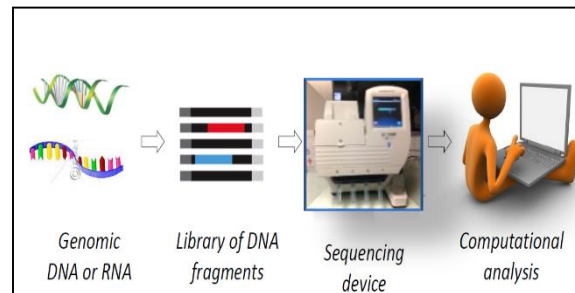 Genomic
DNA or RNA
Library of DNA
fragments
Sequencing
device
Computational
analysis